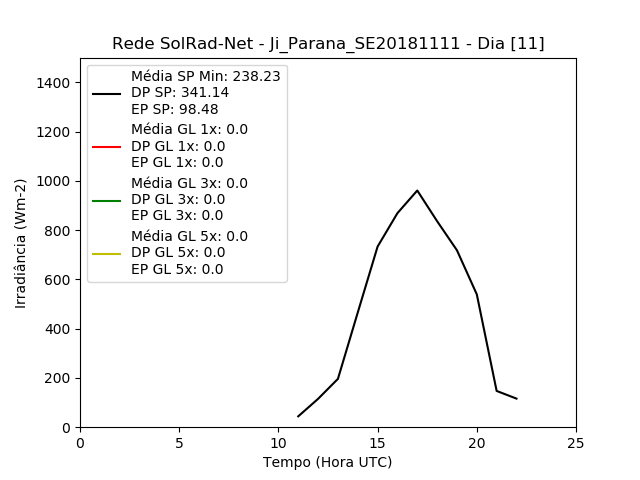 Rede SolRad-Net - Ji_Parana_SE20181111 - Dia [11]
Média SP Min: 238.23
DP SP: 341.14
EP SP: 98.48
Média GL 1x: 0.0
DP GL 1x: 0.0
EP GL 1x: 0.0
Média GL 3x: 0.0
DP GL 3x: 0.0
EP GL 3x: 0.0
Média GL 5x: 0.0
DP GL 5x: 0.0
EP GL 5x: 0.0
1400
1200
1000
800
600
400
200
0
Irradiância (Wm-2)
0 5 10 15 20 25
Tempo (Hora UTC)